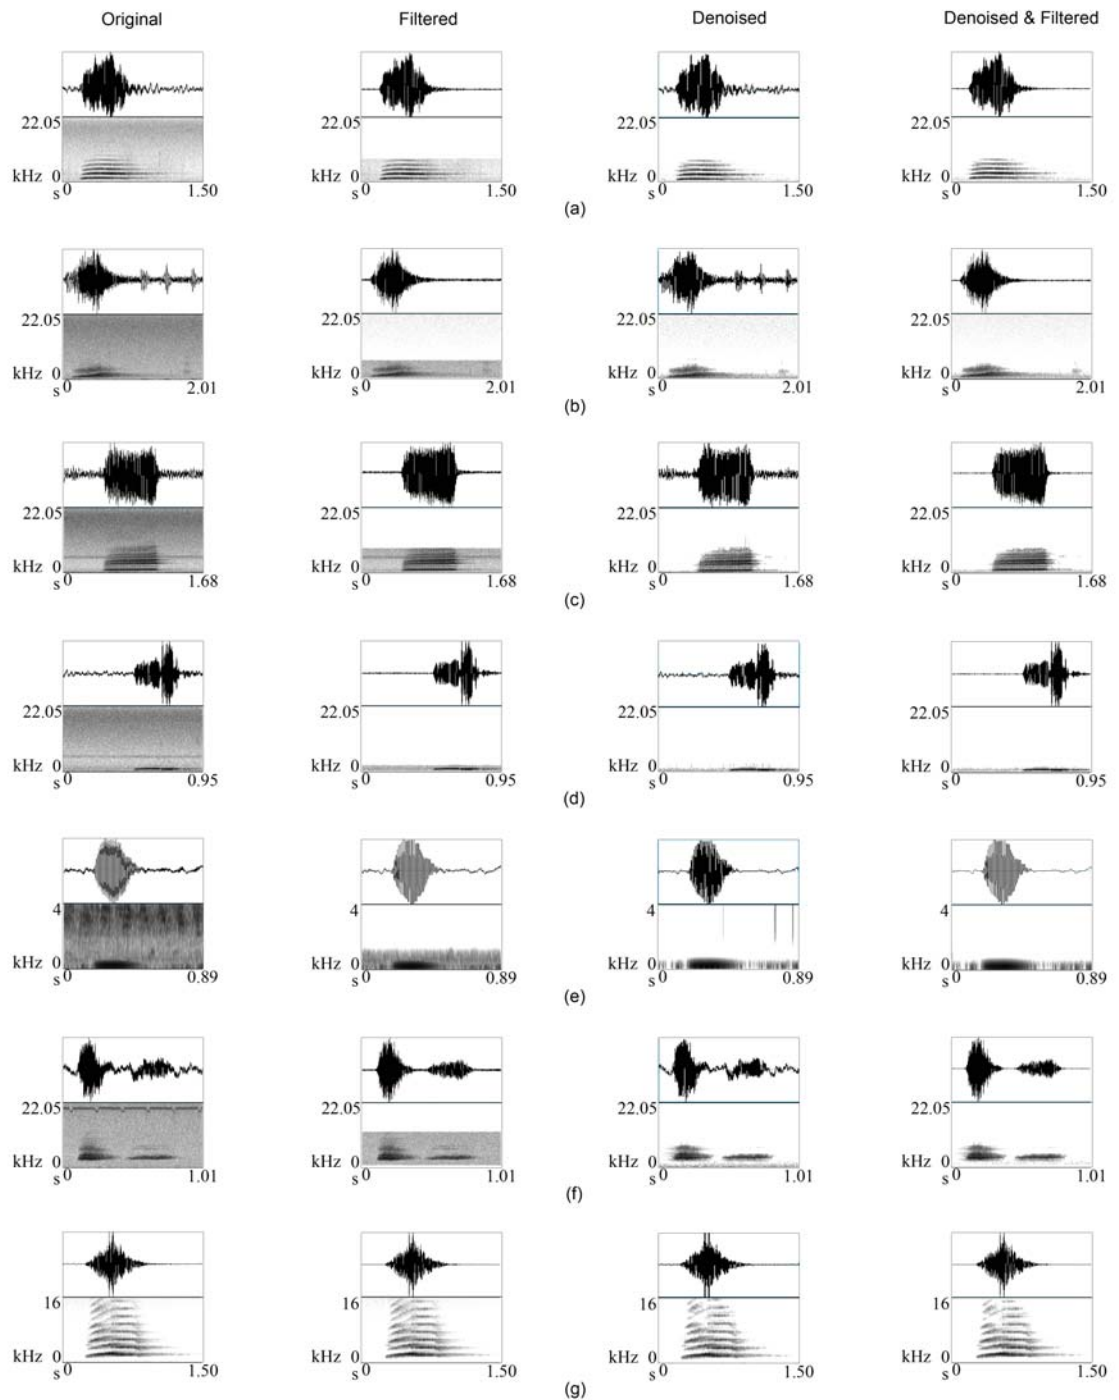 Original Filtered Denoised Denoised & Filtered
22.05 22.05 22.05 22.05
kHz 0 kHz 0 kHz 0 kHz 0
s 0 1.50 s 0 1.50 s 0 1.50 s 0 1.50
(a)
22.05 22.05 22.05 22.05
kHz 0 kHz 0 kHz 0 kHz 0
s 0 2.01 s 0 2.01 s 0 2.01 s 0 2.01
(b)
22.05 22.05 22.05 22.05
kHz 0 kHz 0 kHz 0 kHz 0
s 0 1.68 s 0 1.68 s 0 1.68 s 0 1.68
(c)
22.05 22.05 22.05 22.05
kHz 0 kHz 0 kHz 0 kHz 0
s 0 0.95 s 0 0.95 s 0 0.95 s 0 0.95
(d)
4 4 4 4
kHz 0 kHz 0 kHz 0 kHz 0
s 0 0.89 s 0 0.89 s 0 0.89 s 0 0.89
(e)
22.05 22.05 22.05 22.05
kHz 0 kHz 0 kHz 0 kHz 0
s 0 1.01 s 0 1.01 s 0 1.01 s 0 1.01
(f)
16 16 16 16
kHz 0 kHz 0 kHz 0 kHz 0
s 0 1.50 s 0 1.50 s 0 1.50 s 0 1.50
(g)